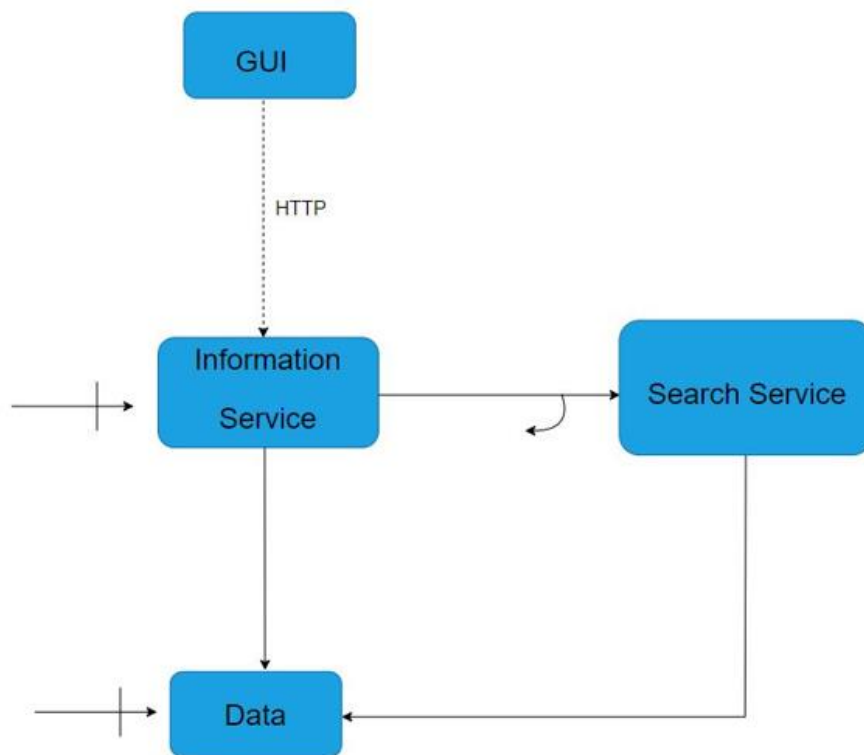 GUI
HTTP
Information
Service
Search Service
Data